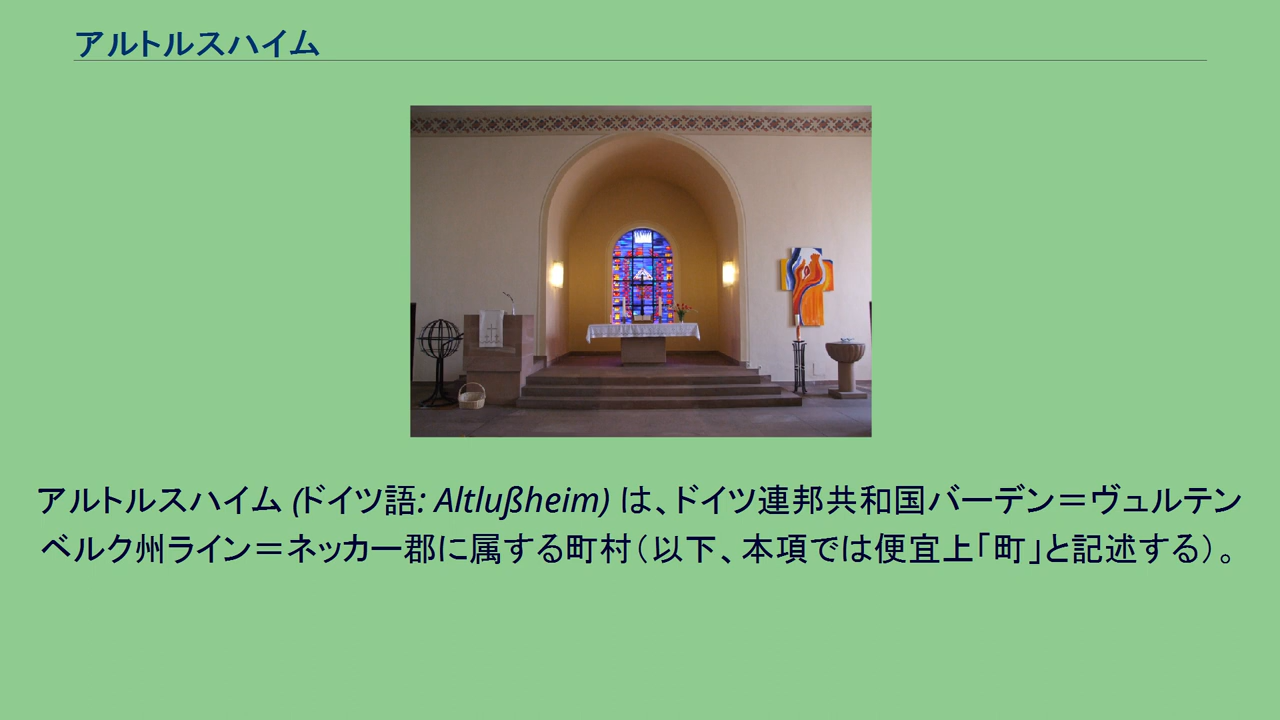 アルトルスハイム
アルトルスハイム (ドイツ語: Altlußheim) は、ドイツ連邦共和国バーデン＝ヴュルテン
ベルク州ライン＝ネッカー郡に属する町村（以下、本項では便宜上「町」と記述する）。